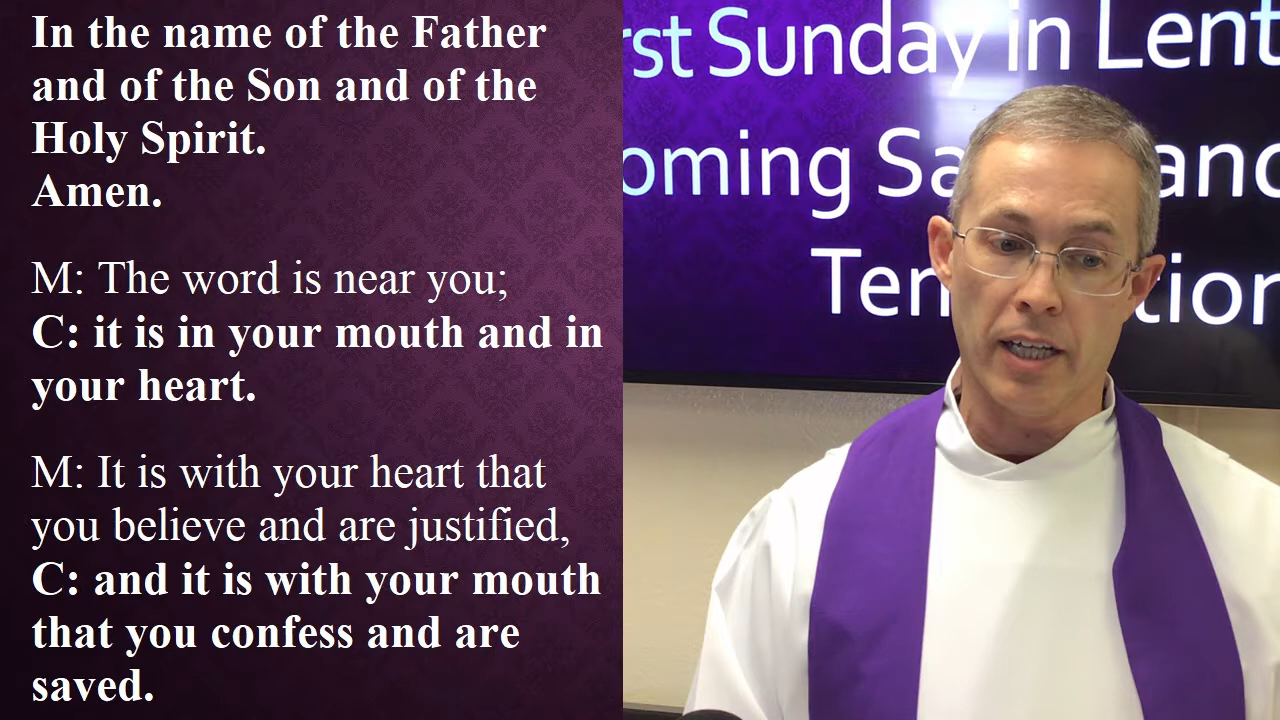 In the name of the Father
and of the Son and of the
Holy Spirit.
Amen.
M: The word is near you;
C: it is in your mouth and in
your heart.
M: It is with your heart that
you believe and are justified,
C: and it is with your mouth
that you confess and are
saved.
rst Sunday in Lent
oming Sa and
Ten tion